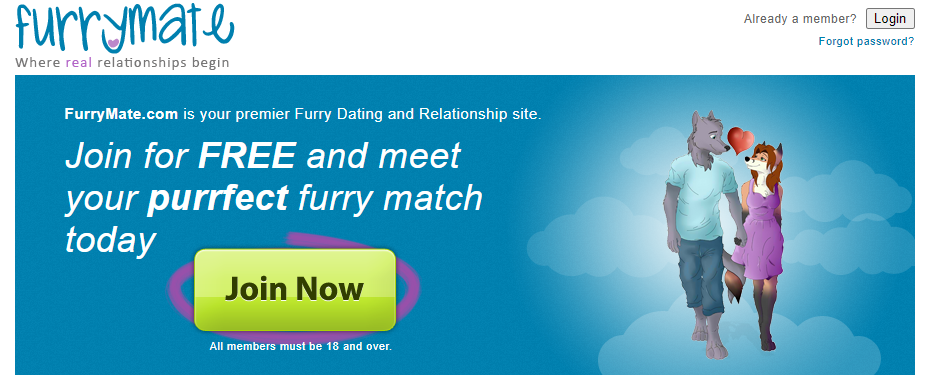 furrymate
Where real relationships begin
Already a member? Login
Forgot password?
FurryMate.com is your premier Furry Dating and Relationship site.
Join for FREE and meet
your purrfect furry match
today
Join Now
All members must be 18 and over.